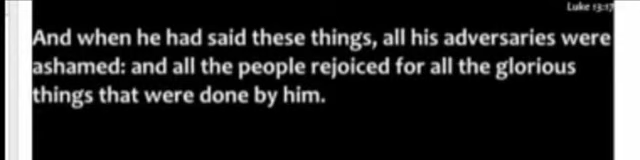 Luke 13:17
And when he had said these things, all his adversaries were
ashamed: and all the people rejoiced for all the glorious
things that were done by him.